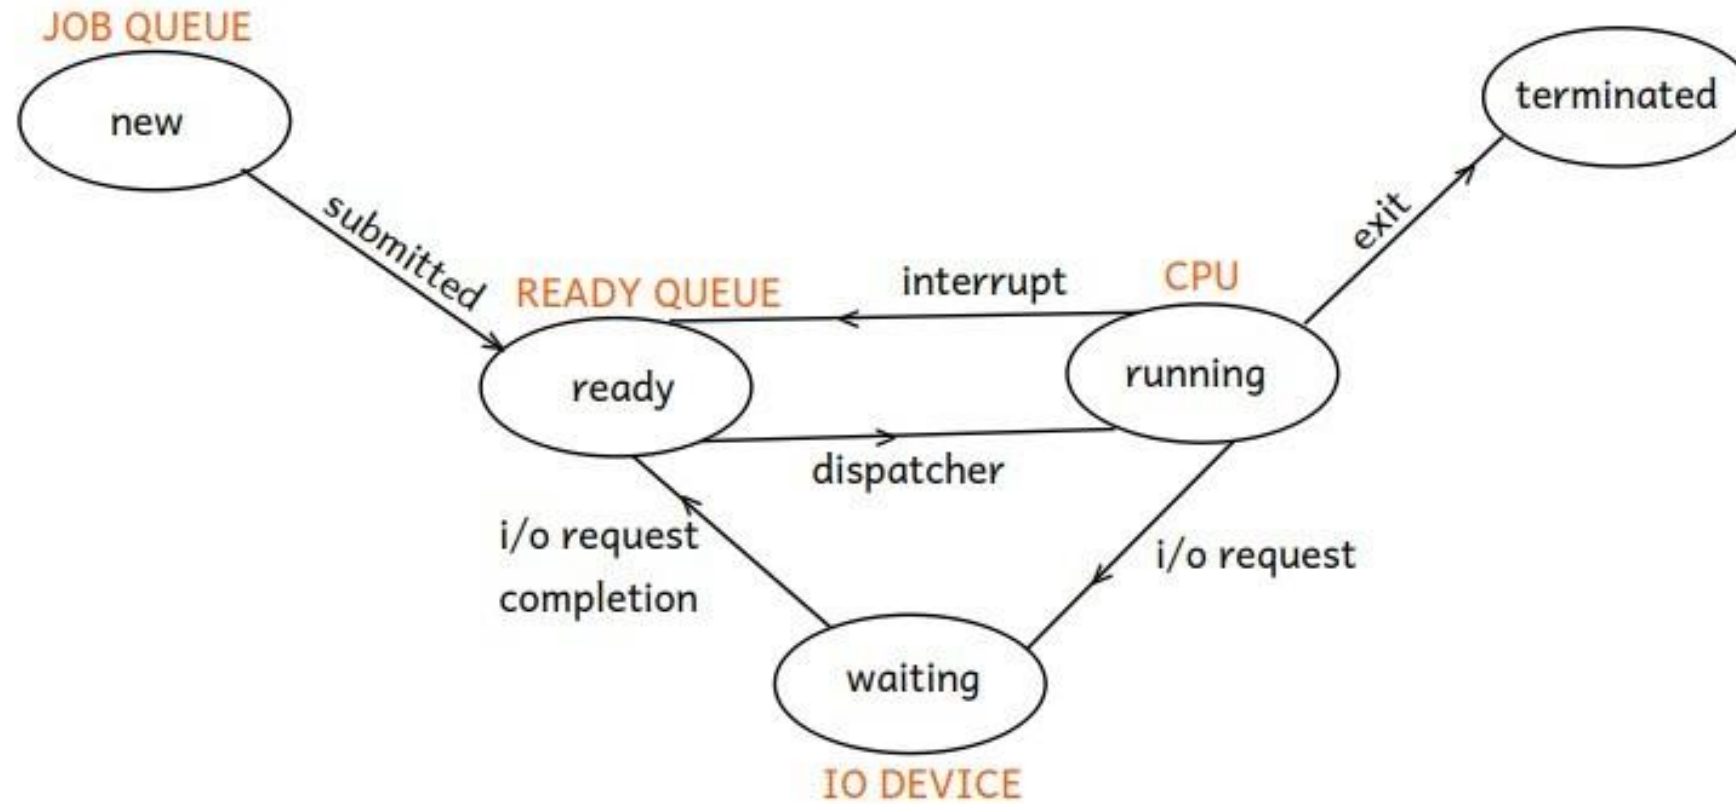 JOB QUEUE
new
terminated
submitted
exit
READY QUEUE
interrupt
CPU
ready
running
dispatcher
i/o request
completion
i/o request
waiting
IO DEVICE